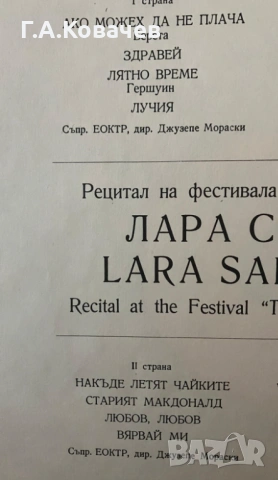 Г.А.Ковачев
I страна
АКО МОЖЕХ ДА НЕ ПЛАЧА
Верета
ЗДРАВЕЙ
ЛЯТНО ВРЕМЕ
Гершуин
ЛУЧИЯ
Съпр. ЕОКТР, дир. Джузепе Мораски
Рецитал на фестивала
ЛАРА С
LARA SA
Recital at the Festival “T
II страна
НАКЪДЕ ЛЕТЯТ ЧАЙКИТЕ
СТАРИЯТ МАКДОНАЛД
ЛЮБОВ, ЛЮБОВ
ВЯРВАЙ МИ
Съпр. ЕОКТР, дир. Джузепе Мораски
bazar